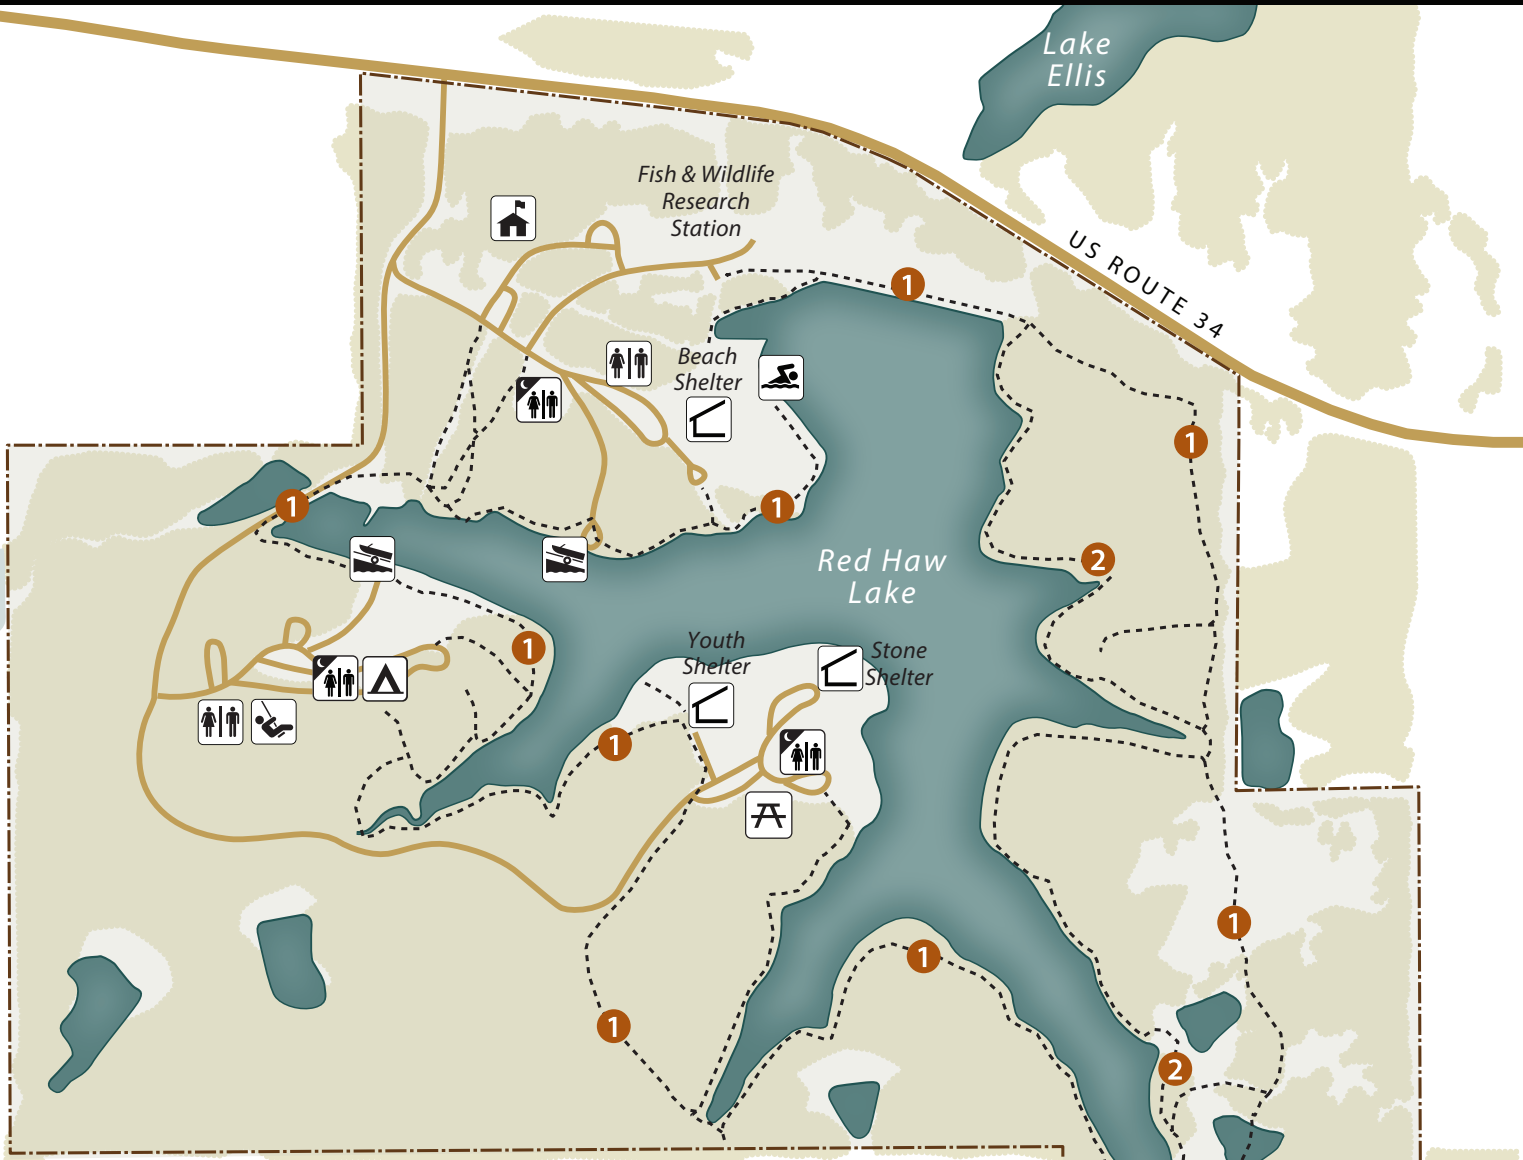 Lake
Ellis
Fish & Wildlife
Research
Station
US ROUTE 34
1
Beach
Shelter
1
1
1
Red Haw
Lake
2
Youth
Shelter
Stone
Shelter
1
1
1
1
1
2